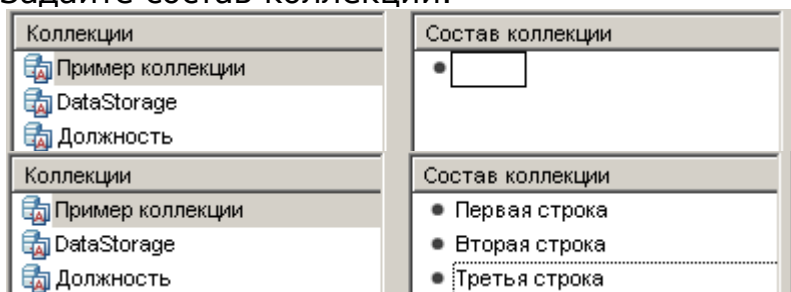 Задайте состав коллекции:
Коллекции
Состав коллекции
Пример коллекции
DataStorage
Должность
Коллекции
Состав коллекции
Пример коллекции
Первая строка
DataStorage
Вторая строка
Должность
Третья строка